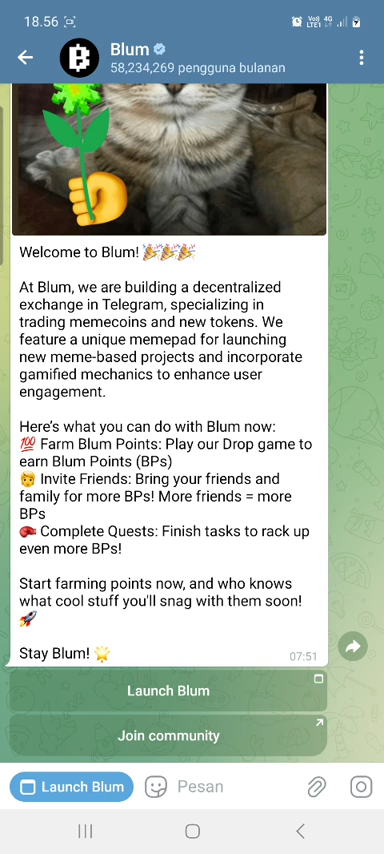 18.56
Vo)) 4G
LTE1
Blum
58,234,269 pengguna bulanan
Welcome to Blum! 🎉🎉🎉
At Blum, we are building a decentralized
exchange in Telegram, specializing in
trading memecoins and new tokens. We
feature a unique memepad for launching
new meme-based projects and incorporate
gamified mechanics to enhance user
engagement.
Here's what you can do with Blum now:
💯 Farm Blum Points: Play our Drop game to
earn Blum Points (BPs)
🧑 Invite Friends: Bring your friends and
family for more BPs! More friends = more
BPs
🥊 Complete Quests: Finish tasks to rack up
even more BPs!
Start farming points now, and who knows
what cool stuff you'll snag with them soon!
🚀
Stay Blum! 🌟
07:51
Launch Blum
Join community
Launch Blum
Pesan